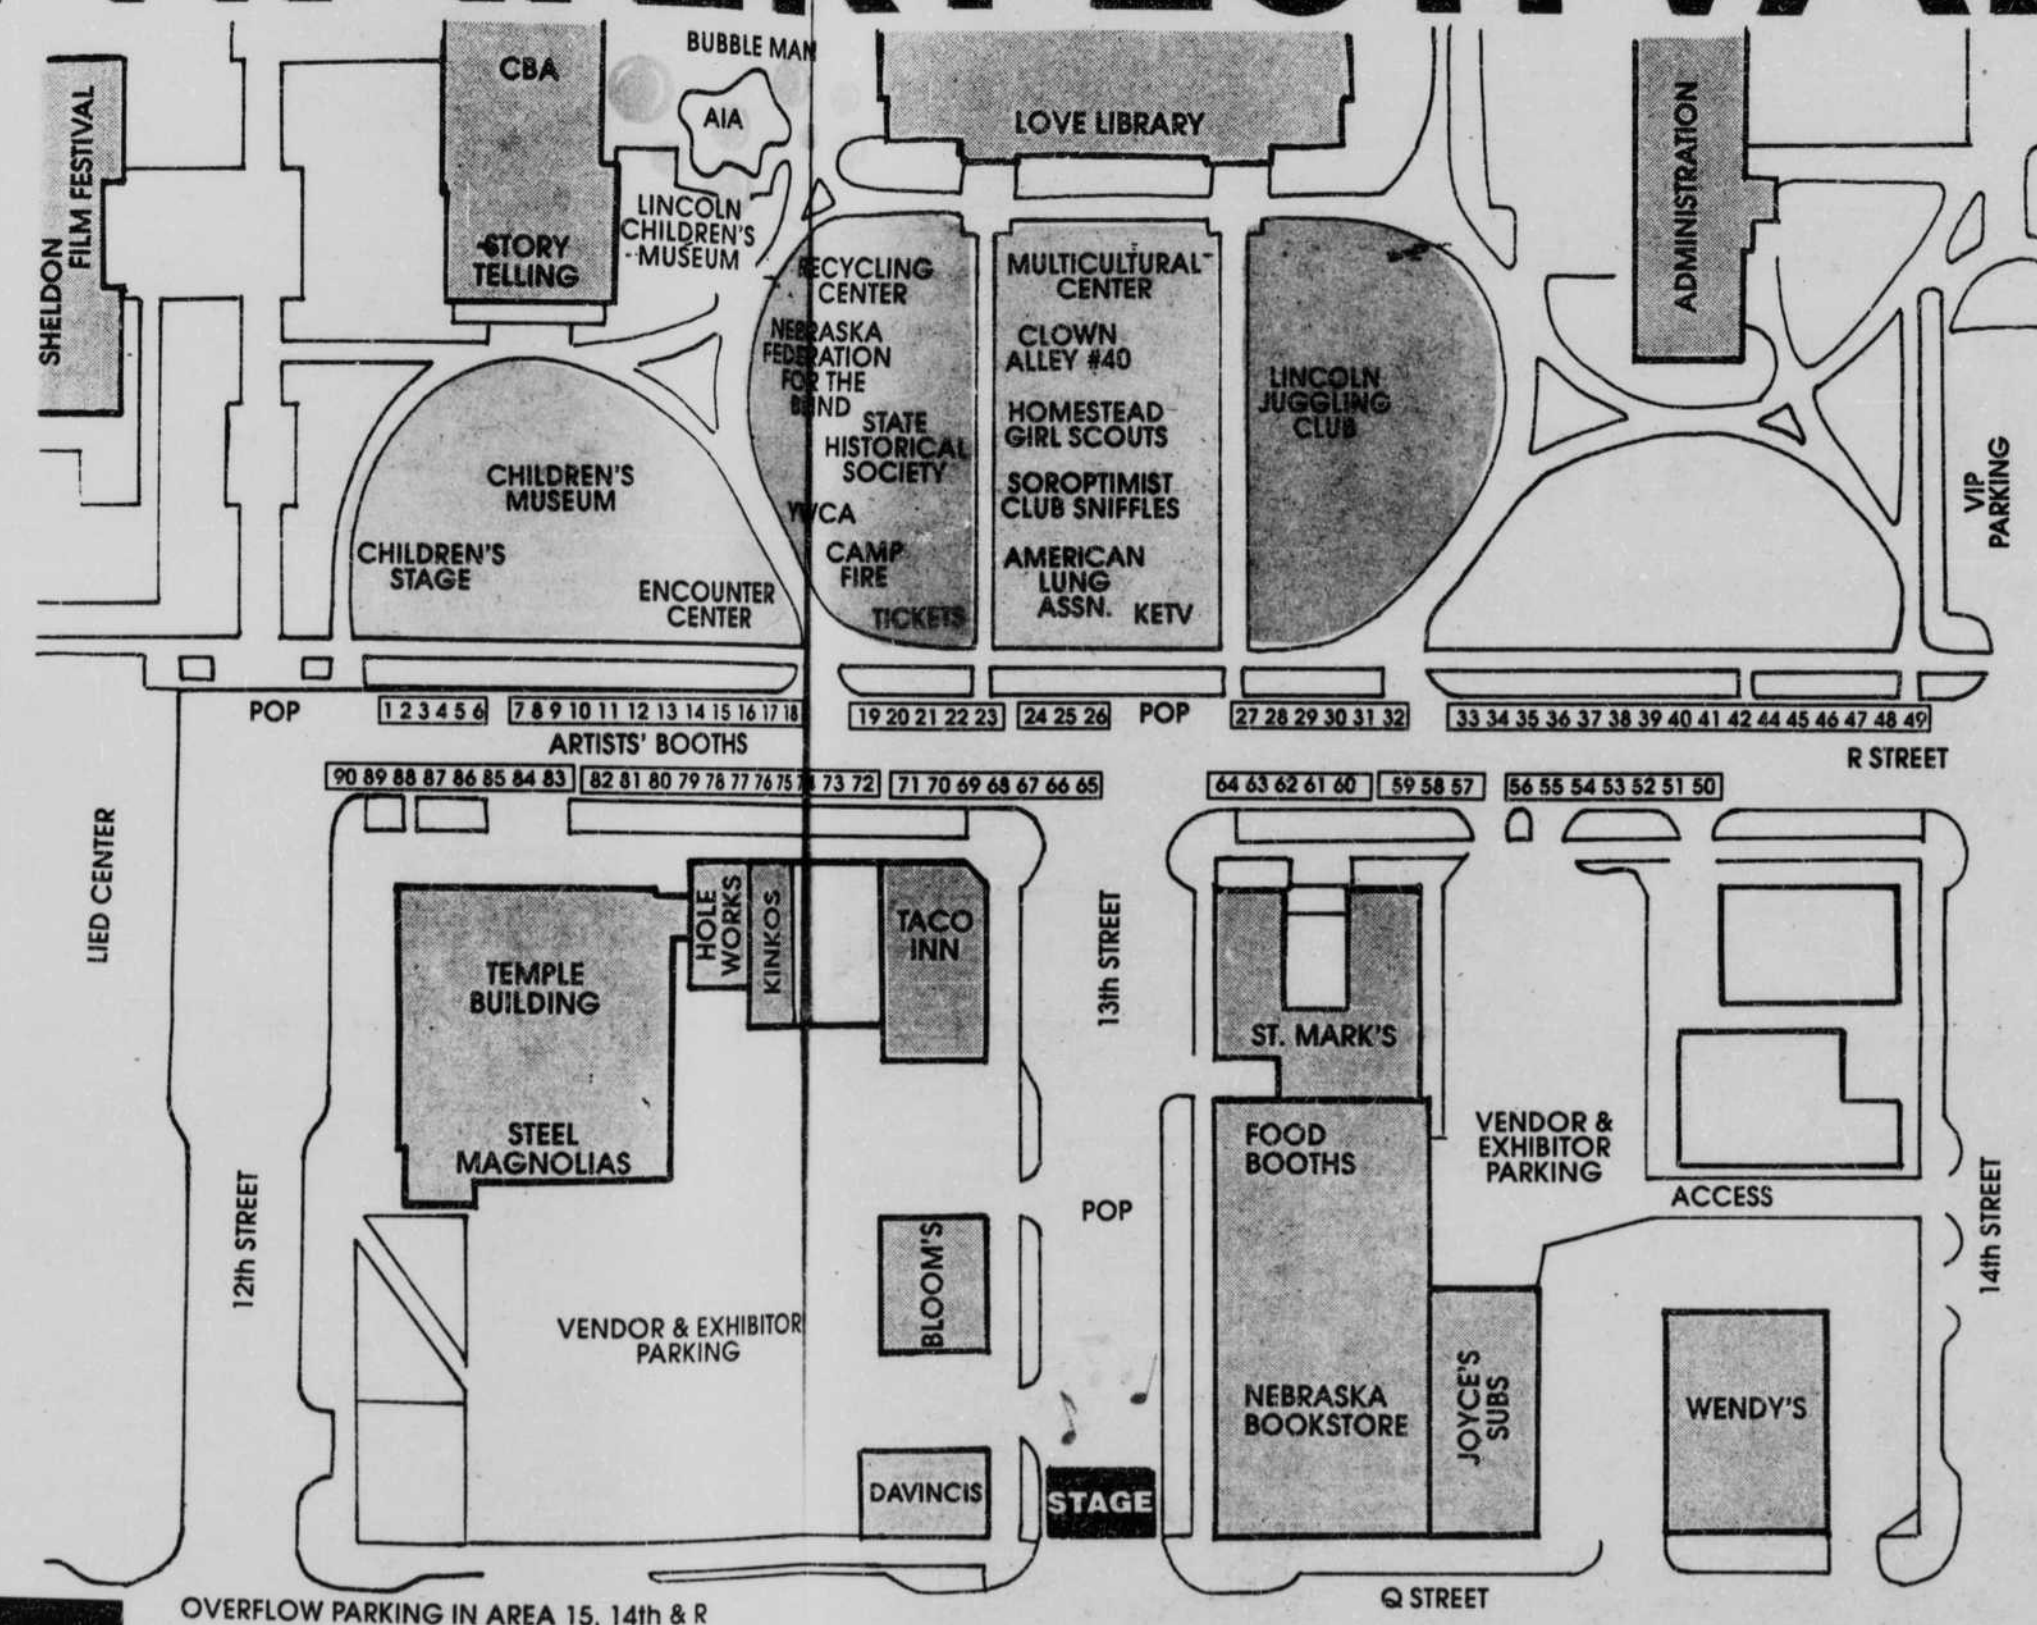 BUBBLE MAN
CBA
AIA
LOVE LIBRARY
ADMINISTRATION
SHELDON
FILM FESTIVAL
STORY
TELLING
LINCOLN
CHILDREN'S
MUSEUM
RECYCLING
CENTER
NEBRASKA
FEDERATION
FOR THE
BLIND
STATE
HISTORICAL
SOCIETY
YWCA
CAMP
FIRE
TICKETS
MULTICULTURAL
CENTER
CLOWN
ALLEY #40
HOMESTEAD
GIRL SCOUTS
SOROPTIMIST
CLUB SNIFFLES
AMERICAN
LUNG
ASSN. KETV
LINCOLN
JUGGLING
CLUB
VIP
PARKING
CHILDREN'S
MUSEUM
CHILDREN'S
STAGE
ENCOUNTER
CENTER
POP
1 2 3 4 5 6
7 8 9 10 11 12 13 14 15 16 17 18
19 20 21 22 23
24 25 26
POP
27 28 29 30 31 32
33 34 35 36 37 38 39 40 41 42 44 45 46 47 48 49
ARTISTS' BOOTHS
R STREET
90 89 88 87 86 85 84 83
82 81 80 79 78 77 76 75 74 73 72
71 70 69 68 67 66 65
64 63 62 61 60
59 58 57
56 55 54 53 52 51 50
LIED CENTER
HOLE
WORKS
KINKOS
TACO
INN
13th STREET
TEMPLE
BUILDING
ST. MARK'S
STEEL
MAGNOLIAS
FOOD
BOOTHS
VENDOR &
EXHIBITOR
PARKING
ACCESS
12th STREET
POP
14th STREET
BLOOM'S
VENDOR & EXHIBITOR
PARKING
NEBRASKA
BOOKSTORE
JOYCE'S
SUBS
WENDY'S
DAVINCIS
STAGE
Q STREET
OVERFLOW PARKING IN AREA 15, 14th & R